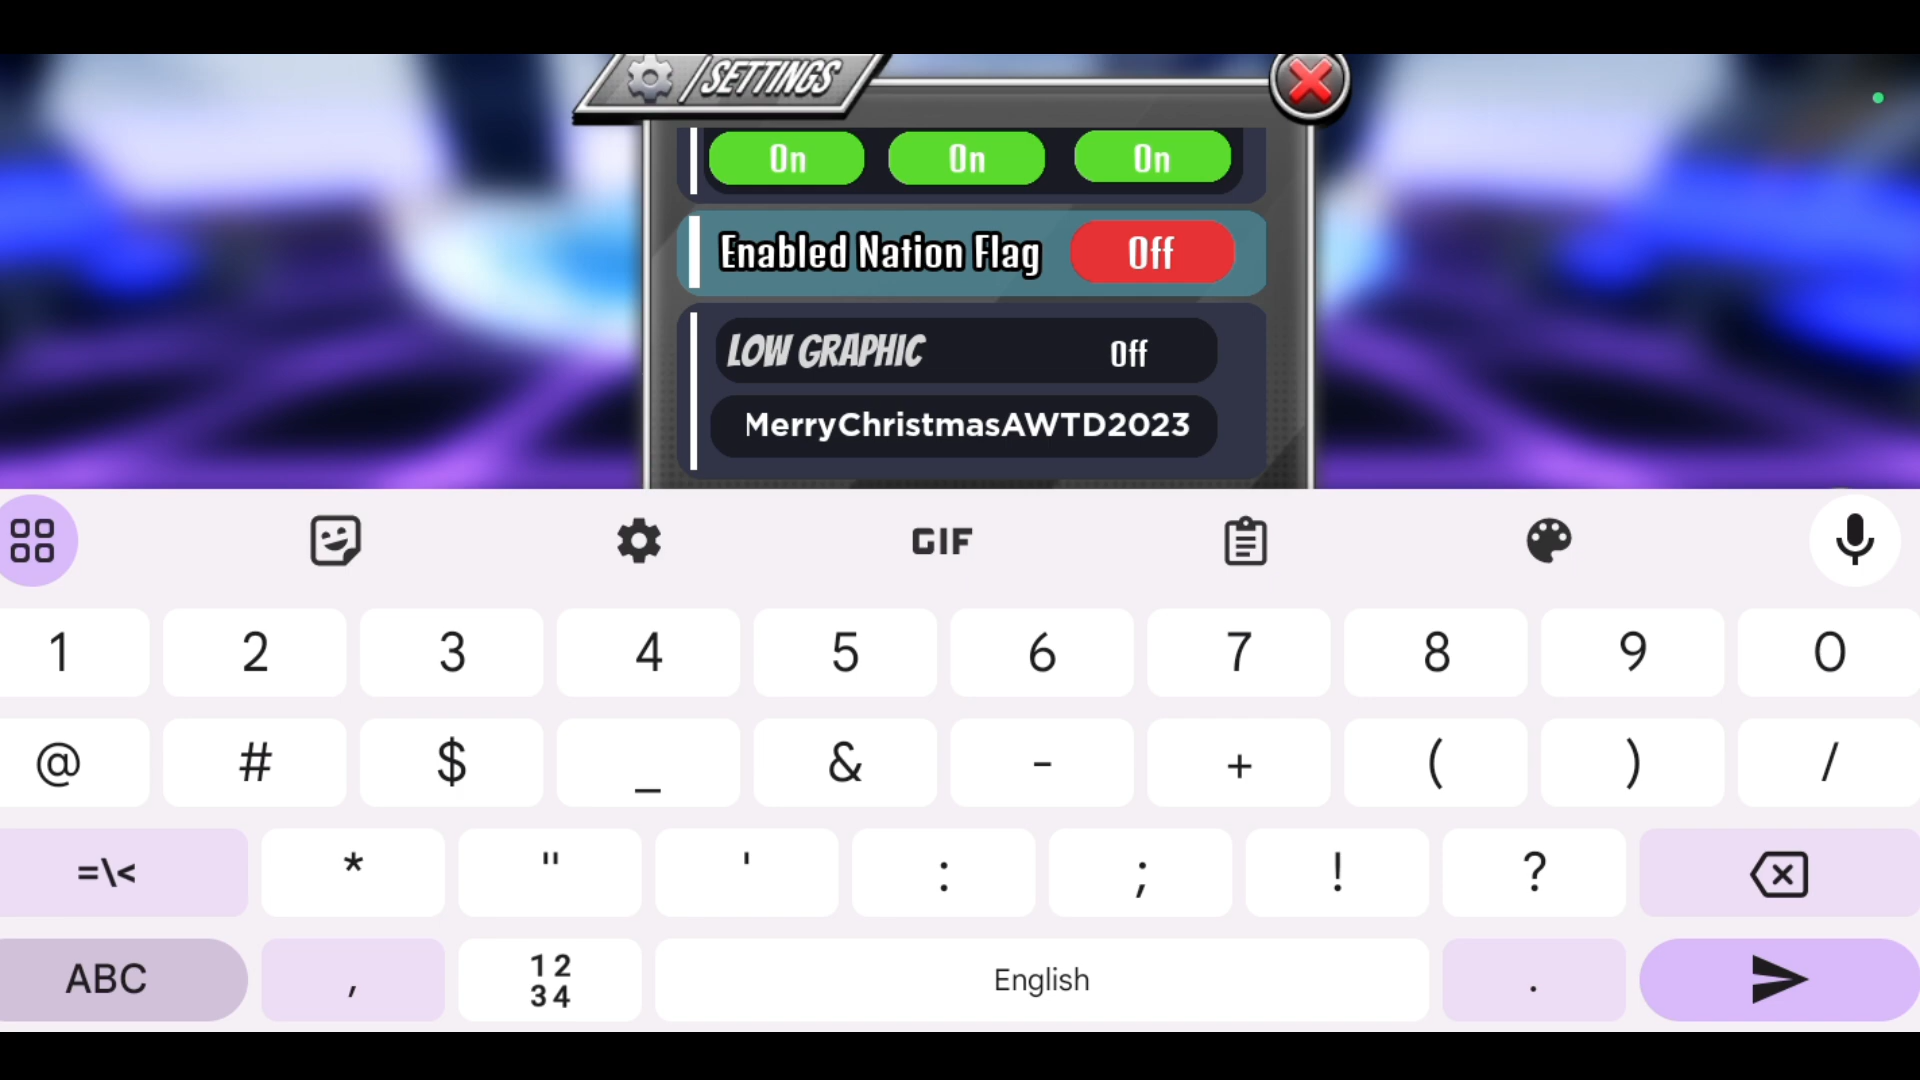 SETTINGS
On On On
Enabled Nation Flag Off
LOW GRAPHIC Off
MerryChristmasAWTD2023
GIF
1 2 3 4 5 6 7 8 9 0
@ # $ _ & - + ( ) /
=\< * " ' : ; ! ?
ABC , 12 English .
34